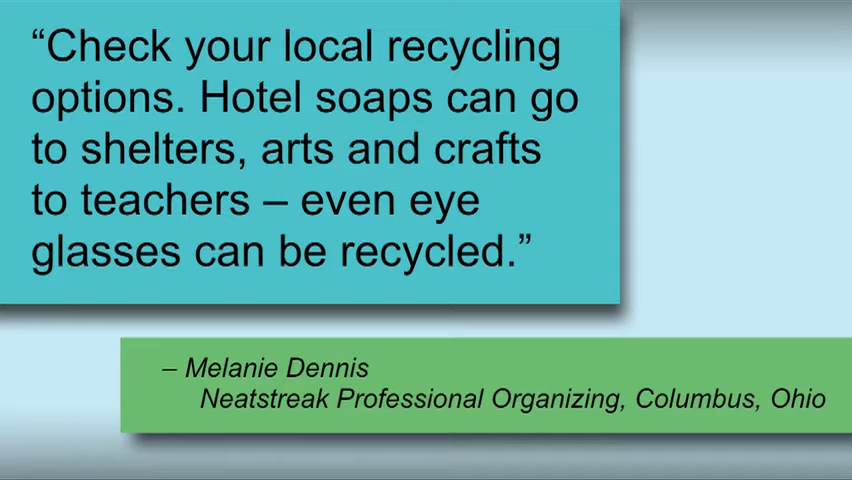 “Check your local recycling
options. Hotel soaps can go
to shelters, arts and crafts
to teachers – even eye
glasses can be recycled.”
– Melanie Dennis
Neatstreak Professional Organizing, Columbus, Ohio